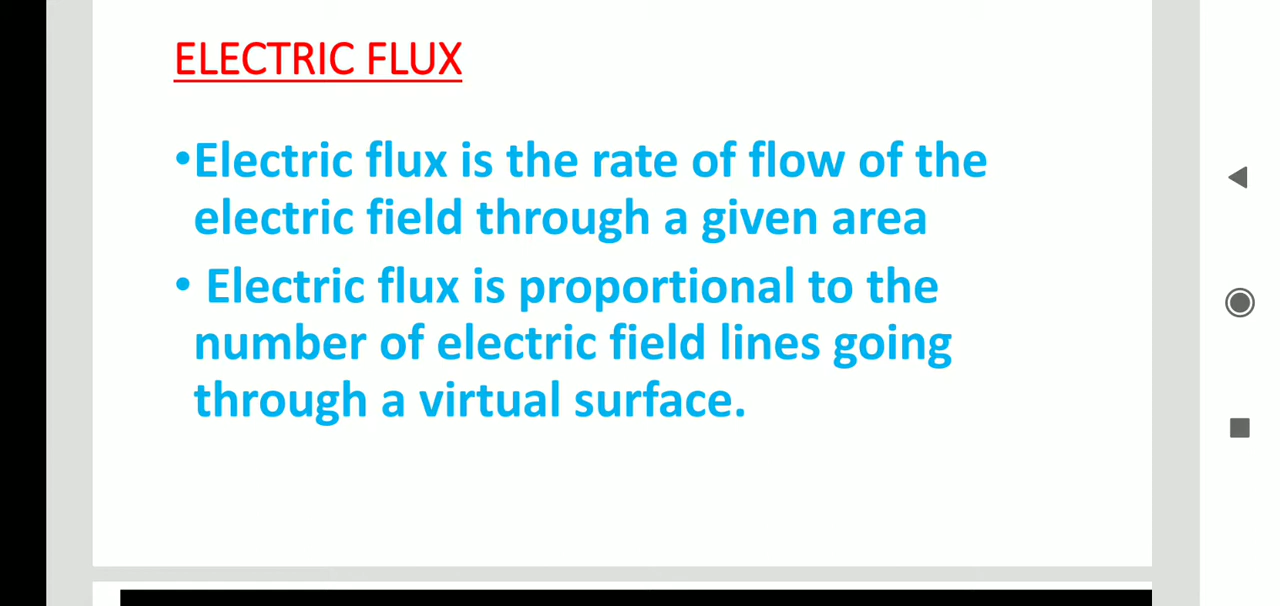 ELECTRIC FLUX
•Electric flux is the rate of flow of the
electric field through a given area
• Electric flux is proportional to the
number of electric field lines going
through a virtual surface.